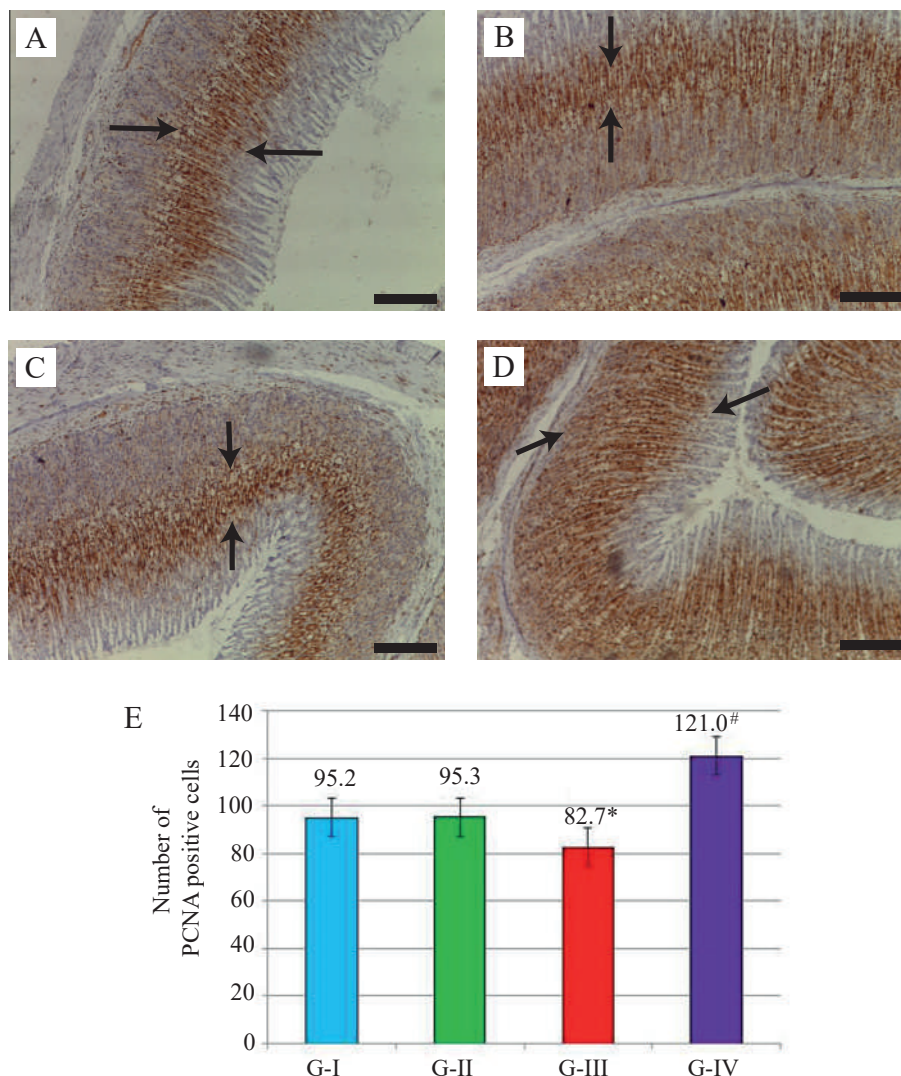 A
B
C
D
E
Number of
PCNA positive cells
140
120
100
80
60
40
20
0
95.2
95.3
82.7*
121.0#
G-I
G-II
G-III
G-IV